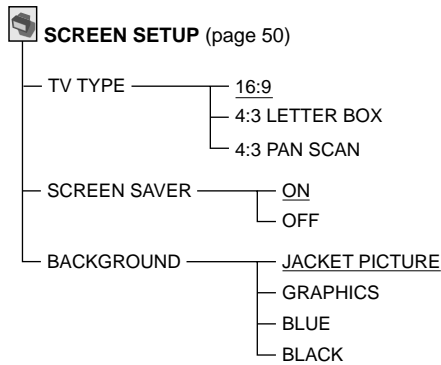 SCREEN SETUP (page 50)
TV TYPE
16:9
4:3 LETTER BOX
4:3 PAN SCAN
SCREEN SAVER
ON
OFF
BACKGROUND
JACKET PICTURE
GRAPHICS
BLUE
BLACK